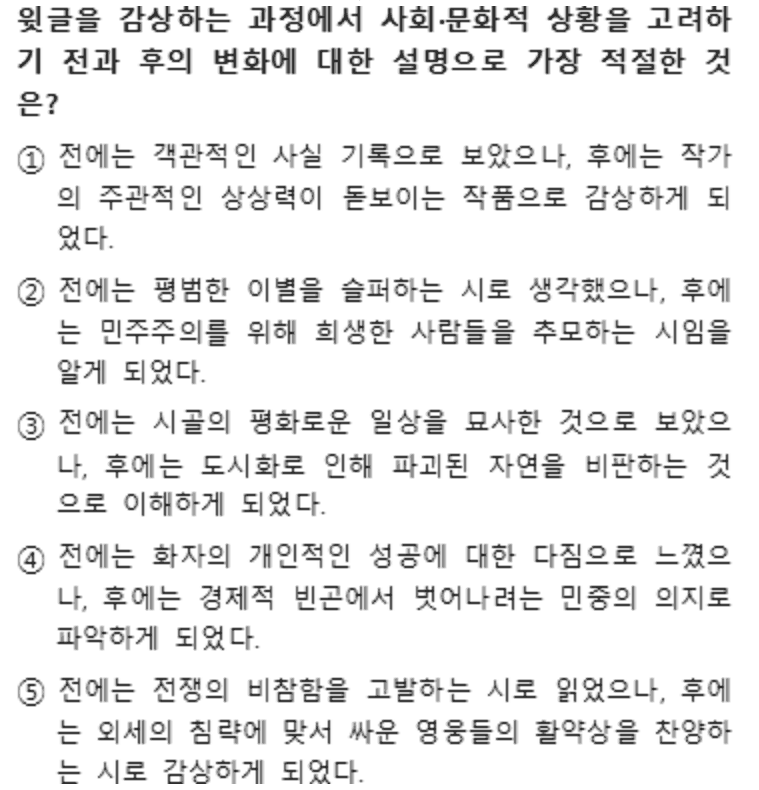 윗글을 감상하는 과정에서 사회·문화적 상황을 고려하
기 전과 후의 변화에 대한 설명으로 가장 적절한 것
은?
① 전에는 객관적인 사실 기록으로 보았으나, 후에는 작가
의 주관적인 상상력이 돋보이는 작품으로 감상하게 되
었다.
② 전에는 평범한 이별을 슬퍼하는 시로 생각했으나, 후에
는 민주주의를 위해 희생한 사람들을 추모하는 시임을
알게 되었다.
③ 전에는 시골의 평화로운 일상을 묘사한 것으로 보았으
나, 후에는 도시화로 인해 파괴된 자연을 비판하는 것
으로 이해하게 되었다.
④ 전에는 화자의 개인적인 성공에 대한 다짐으로 느꼈으
나, 후에는 경제적 빈곤에서 벗어나려는 민중의 의지로
파악하게 되었다.
⑤ 전에는 전쟁의 비참함을 고발하는 시로 읽었으나, 후에
는 외세의 침략에 맞서 싸운 영웅들의 활약상을 찬양하
는 시로 감상하게 되었다.